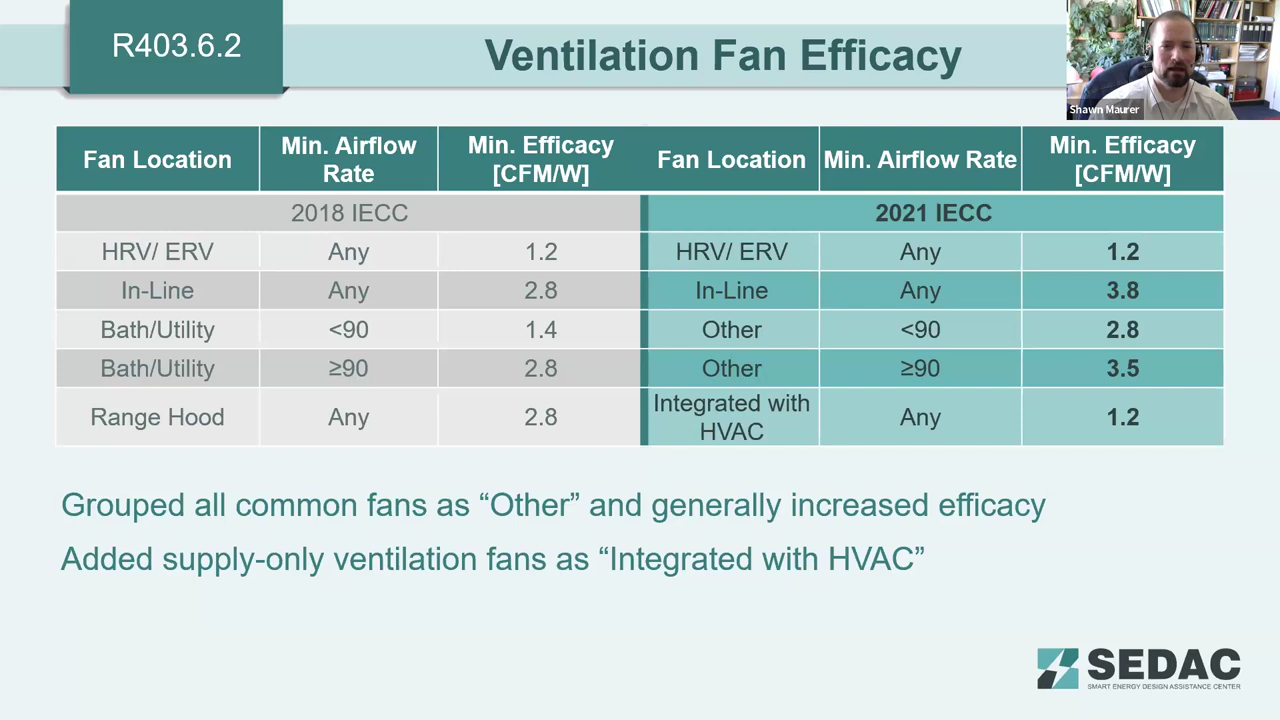 R403.6.2
Ventilation Fan Efficacy
Shawn Maurer
Fan Location
Min. Airflow
Rate
Min. Efficacy
[CFM/W]
Fan Location
Min. Airflow Rate
Min. Efficacy
[CFM/W]
2018 IECC
2021 IECC
HRV/ ERV
Any
1.2
HRV/ ERV
Any
1.2
In-Line
Any
2.8
In-Line
Any
3.8
Bath/Utility
<90
1.4
Other
<90
2.8
Bath/Utility
≥90
2.8
Other
≥90
3.5
Range Hood
Any
2.8
Integrated with
HVAC
Any
1.2
Grouped all common fans as “Other” and generally increased efficacy
Added supply-only ventilation fans as “Integrated with HVAC”
SEDAC
SMART ENERGY DESIGN ASSISTANCE CENTER